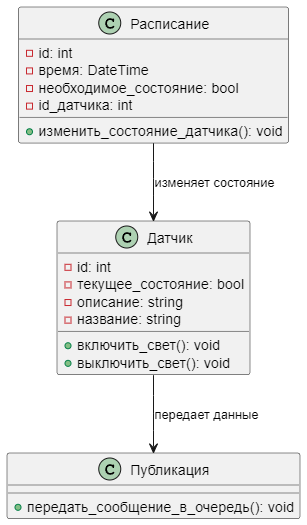 C Расписание
id: int
время: DateTime
необходимое_состояние: bool
id_датчика: int
изменить_состояние_датчика(): void
изменяет состояние
C Датчик
id: int
текущее_состояние: bool
описание: string
название: string
включить_свет(): void
выключить_свет(): void
передает данные
C Публикация
передать_сообщение_в_очередь(): void